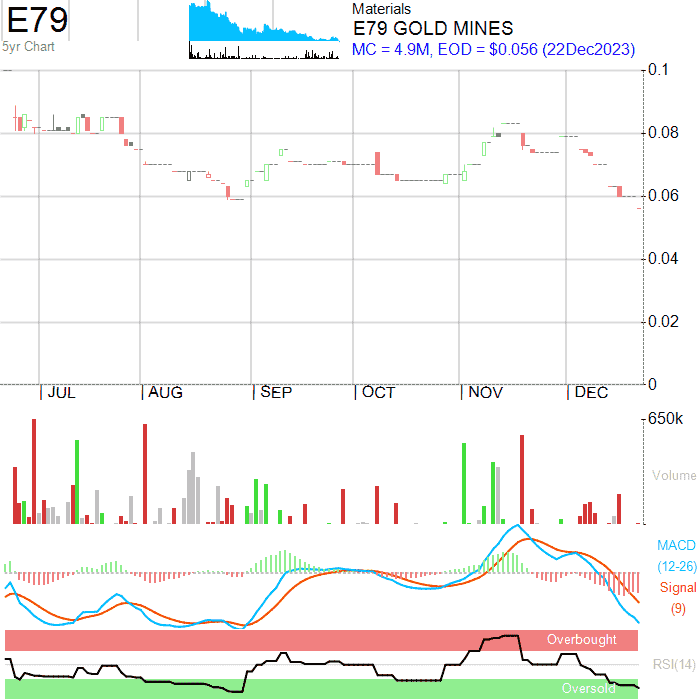 E79
5yr Chart
Materials
E79 GOLD MINES
MC = 4.9M, EOD = $0.056 (22Dec2023)
0.1
0.08
0.06
0.04
0.02
0
JUL AUG SEP OCT NOV DEC
650k
Volume
MACD
(12-26)
Signal
(9)
Overbought
RSI(14)
Oversold